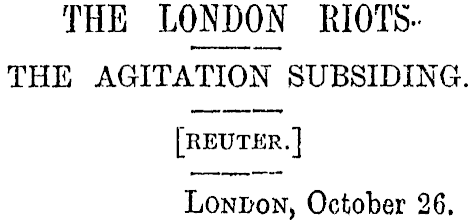 THE LONDON RIOTS.
THE AGITATION SUBSIDING.
[REUTER.]
LONDON, October 26.